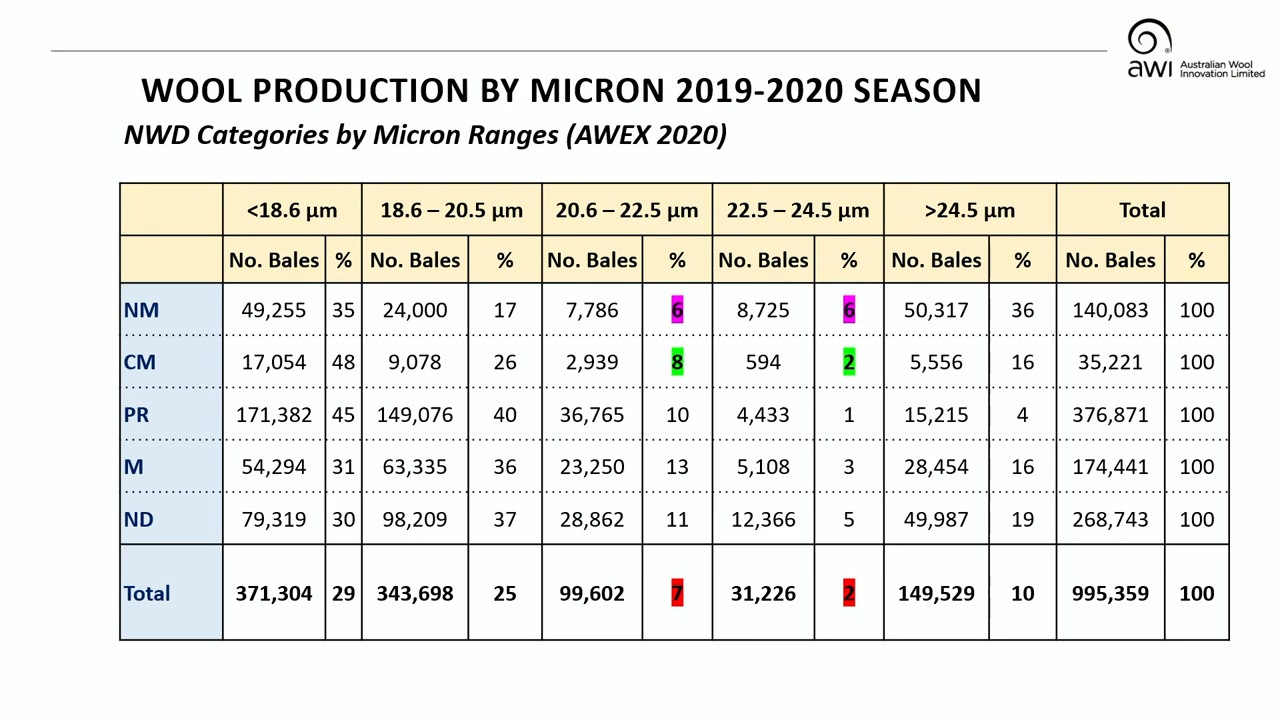 awi Australian Wool
Innovation Limited
WOOL PRODUCTION BY MICRON 2019-2020 SEASON
NWD Categories by Micron Ranges (AWEX 2020)
<18.6 µm 18.6 – 20.5 µm 20.6 – 22.5 µm 22.5 – 24.5 µm >24.5 µm Total
No. Bales % No. Bales % No. Bales % No. Bales % No. Bales % No. Bales %
NM 49,255 35 24,000 17 7,786 6 8,725 6 50,317 36 140,083 100
CM 17,054 48 9,078 26 2,939 8 594 2 5,556 16 35,221 100
PR 171,382 45 149,076 40 36,765 10 4,433 1 15,215 4 376,871 100
M 54,294 31 63,335 36 23,250 13 5,108 3 28,454 16 174,441 100
ND 79,319 30 98,209 37 28,862 11 12,366 5 49,987 19 268,743 100
Total 371,304 29 343,698 25 99,602 7 31,226 2 149,529 10 995,359 100